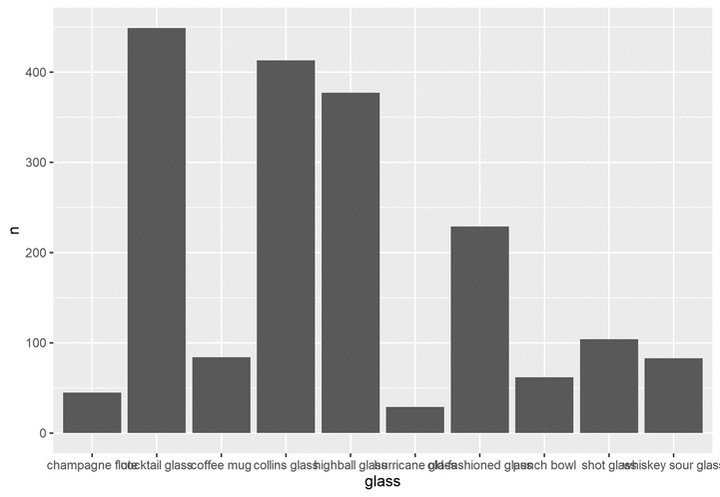 400
300
n
200
100
0
champagne flute cocktail glass coffee mug collins glass highball glass hurricane glass old-fashioned glass punch bowl shot glass whiskey sour glass
glass